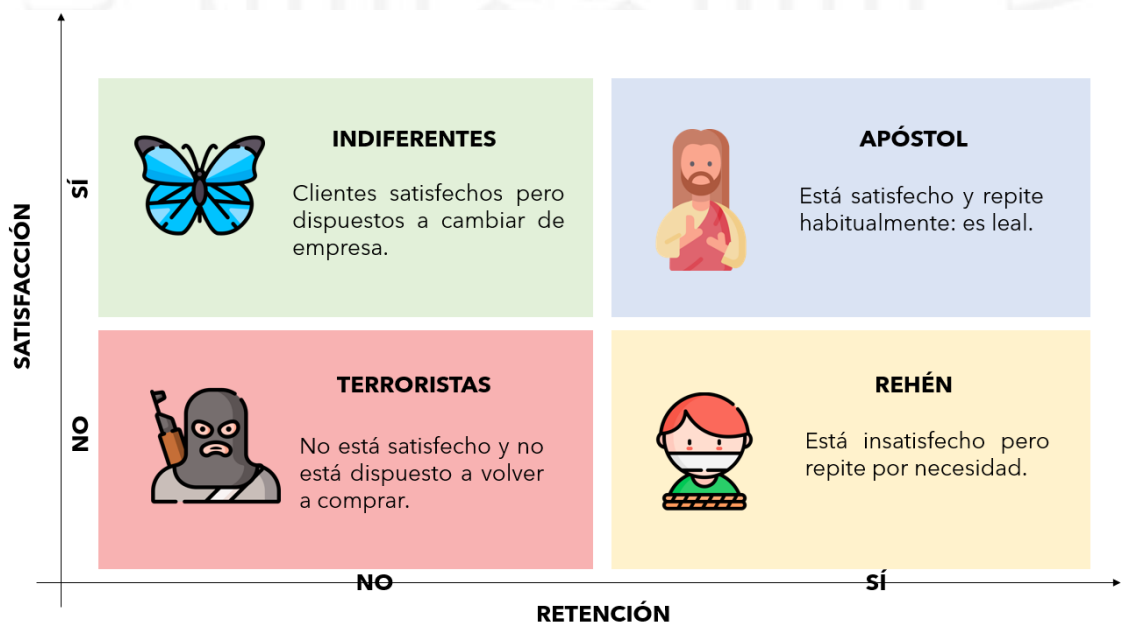 INDIFERENTES
Clientes satisfechos pero
dispuestos a cambiar de
empresa.
APÓSTOL
Está satisfecho y repite
habitualmente: es leal.
SÍ
SATISFACCIÓN
NO
TERRORISTAS
No está satisfecho y no
está dispuesto a volver
a comprar.
REHÉN
Está insatisfecho pero
repite por necesidad.
NO
SÍ
RETENCIÓN